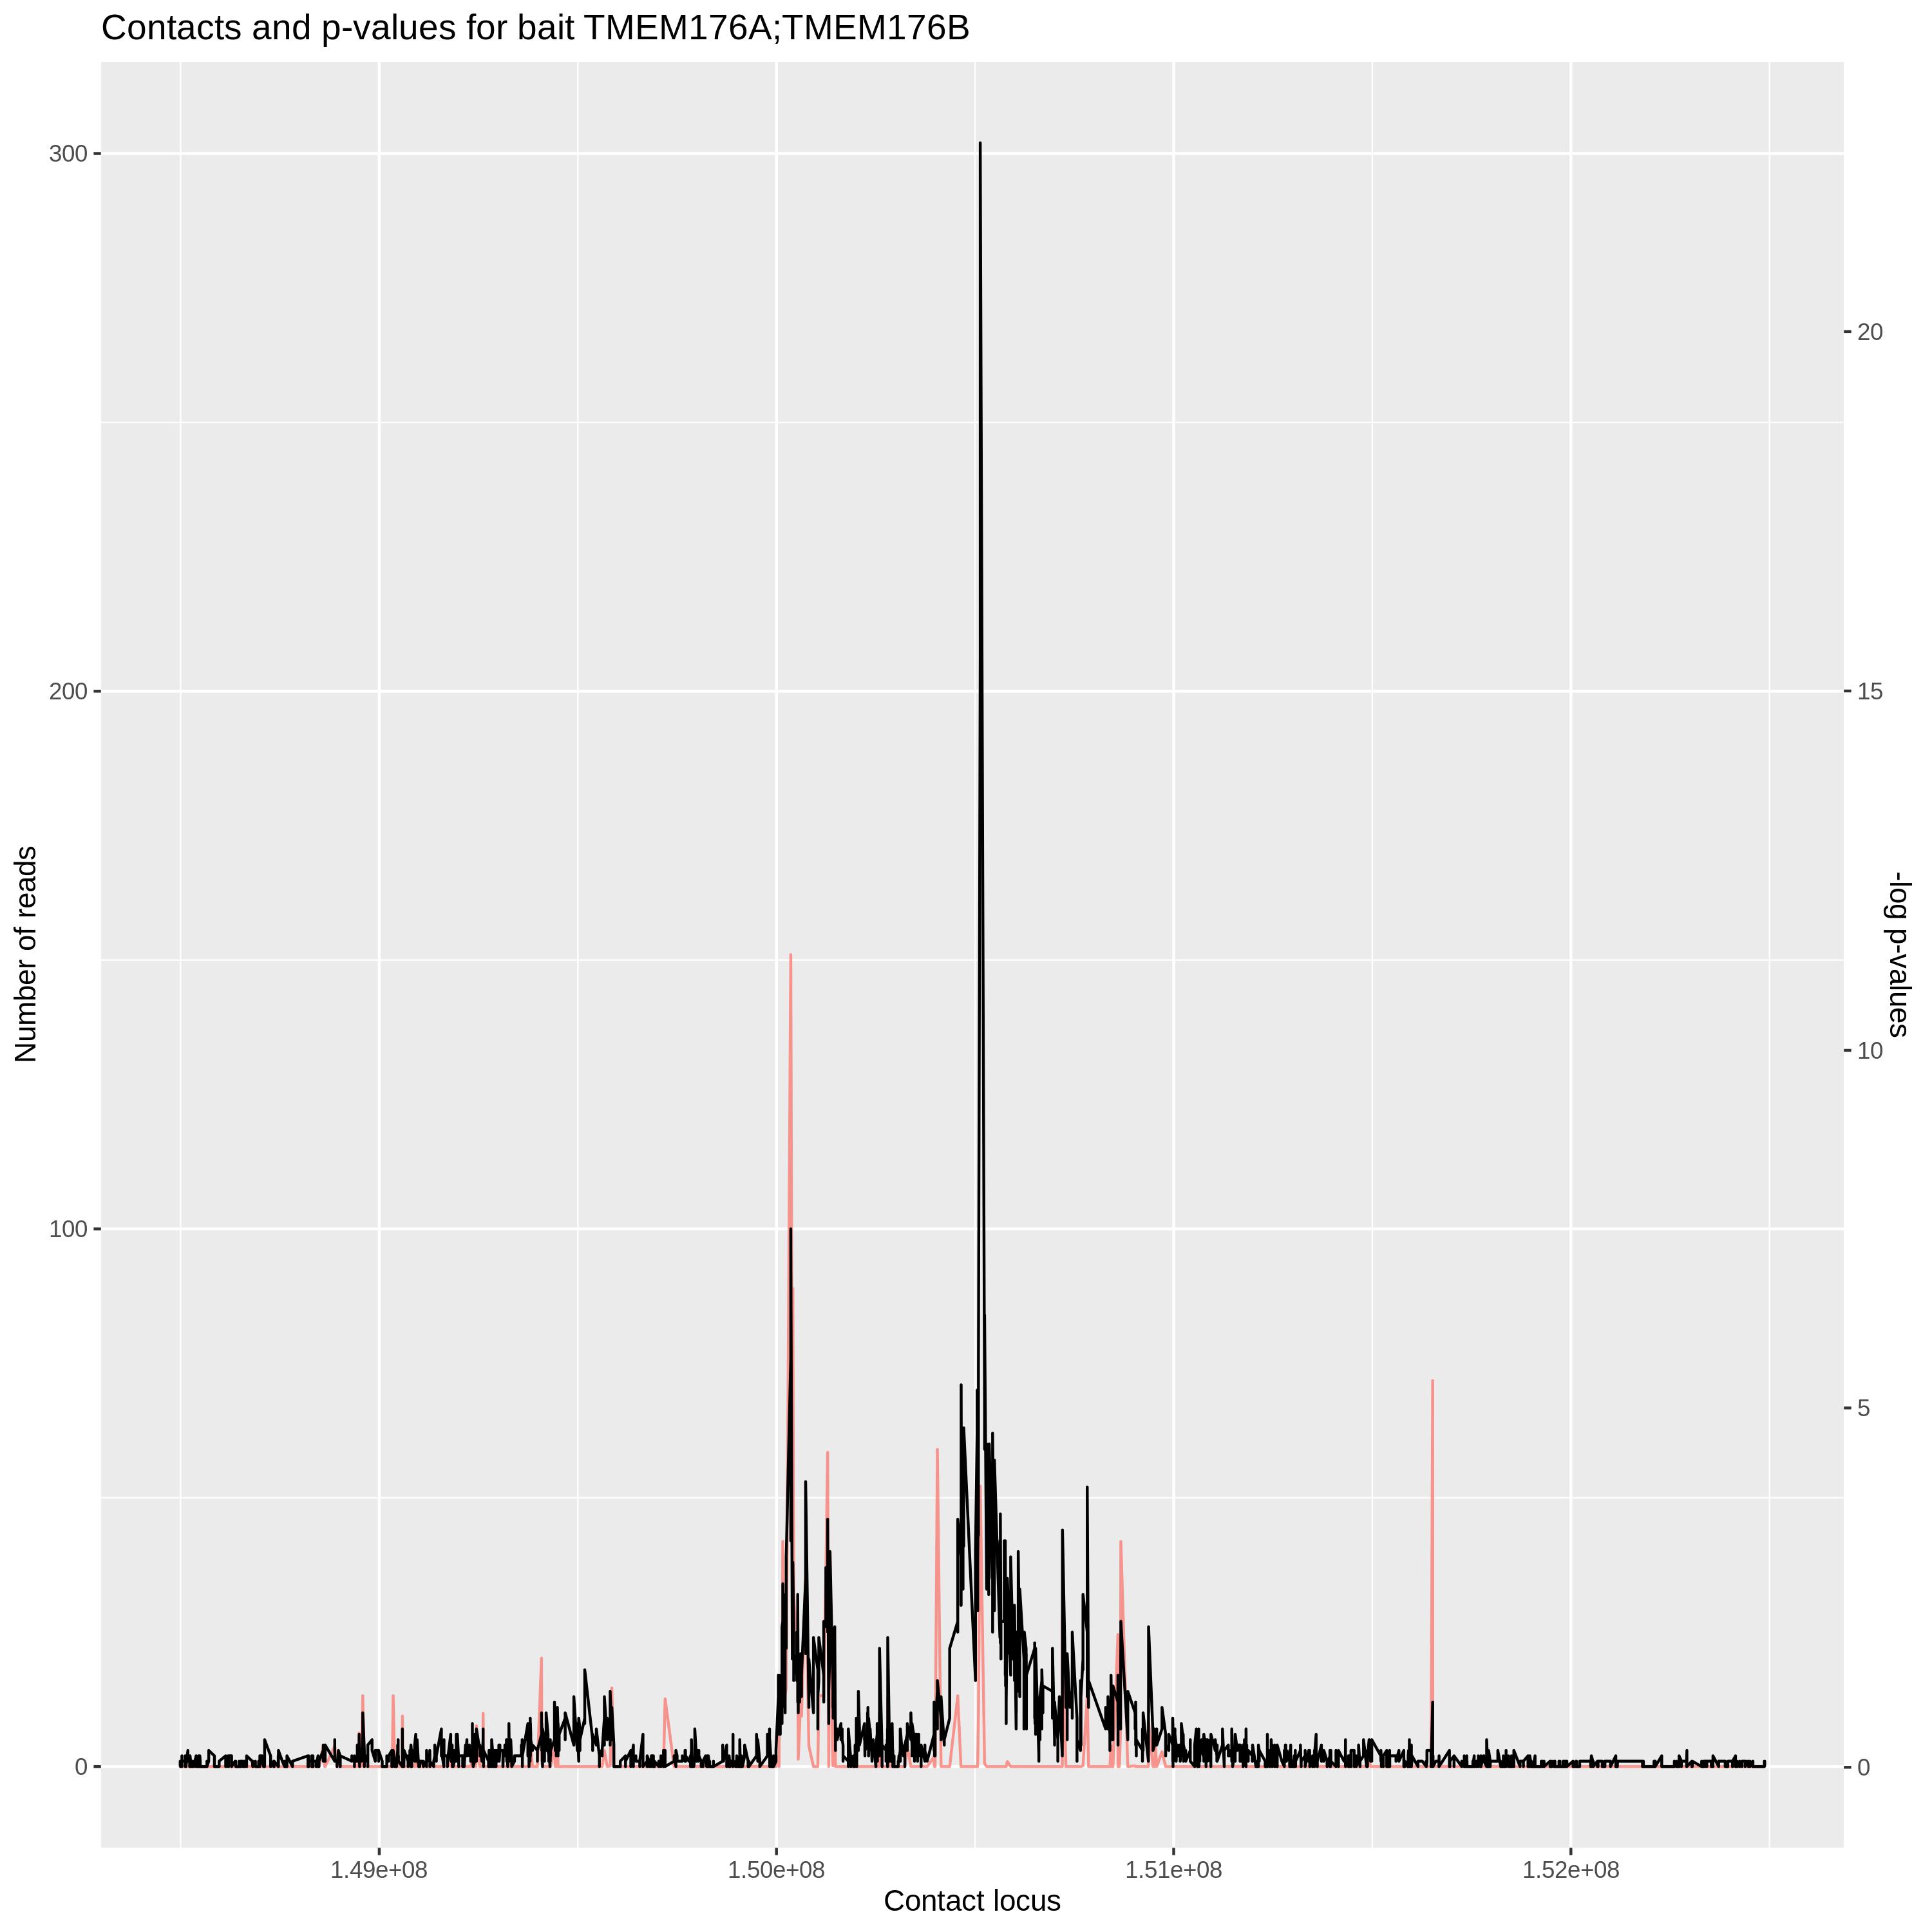 Contacts and p-values for bait TMEM176A;TMEM176B
300
200
100
0
Number of reads
20
15
10
5
0
-log p-values
1.49e+08
1.50e+08
1.51e+08
1.52e+08
Contact locus